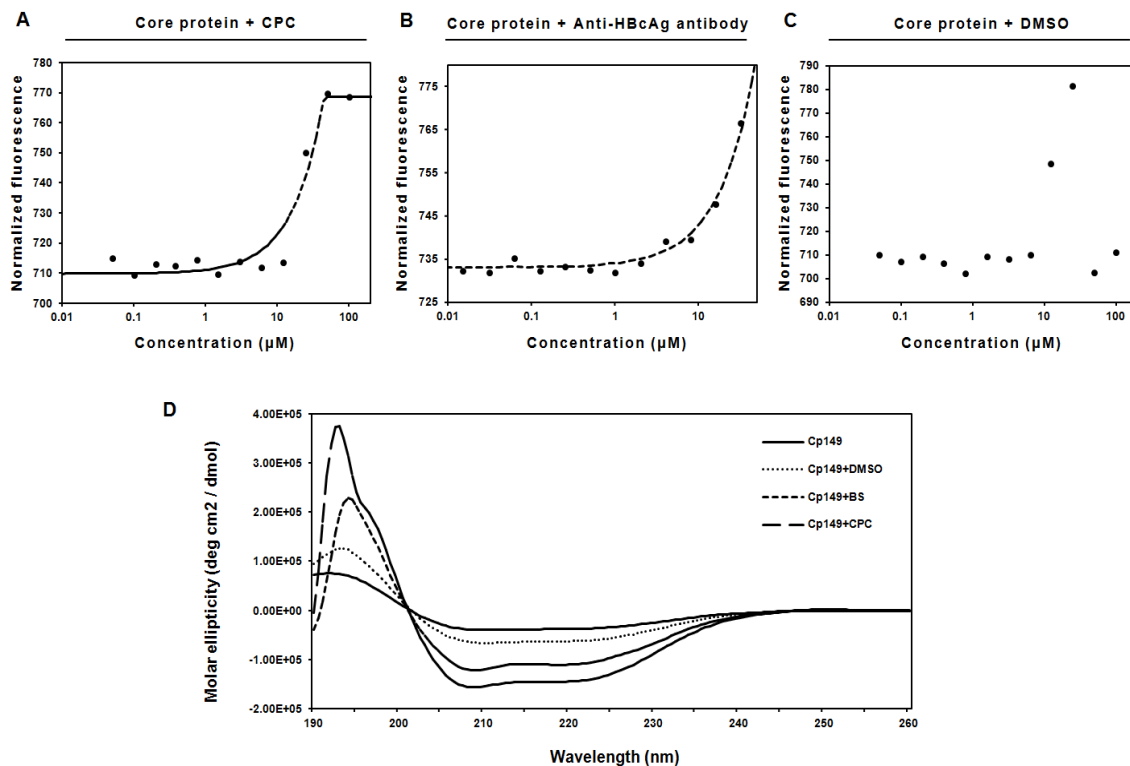 A
Core protein + CPC
Normalized fluorescence
780
770
760
750
740
730
720
710
700
0.01
0.1
1
10
100
Concentration (µM)
B
Core protein + Anti-HBcAg antibody
Normalized fluorescence
775
765
755
745
735
725
0.01
0.1
1
10
Concentration (µM)
C
Core protein + DMSO
Normalized fluorescence
790
780
770
760
750
740
730
720
710
700
690
0.01
0.1
1
10
100
Concentration (µM)
D
Molar ellipticity (deg cm2 / dmol)
4.00E+05
3.00E+05
2.00E+05
1.00E+05
0.00E+00
-1.00E+05
-2.00E+05
190
200
210
220
230
240
250
260
Wavelength (nm)
Cp149
Cp149+DMSO
Cp149+BS
Cp149+CPC